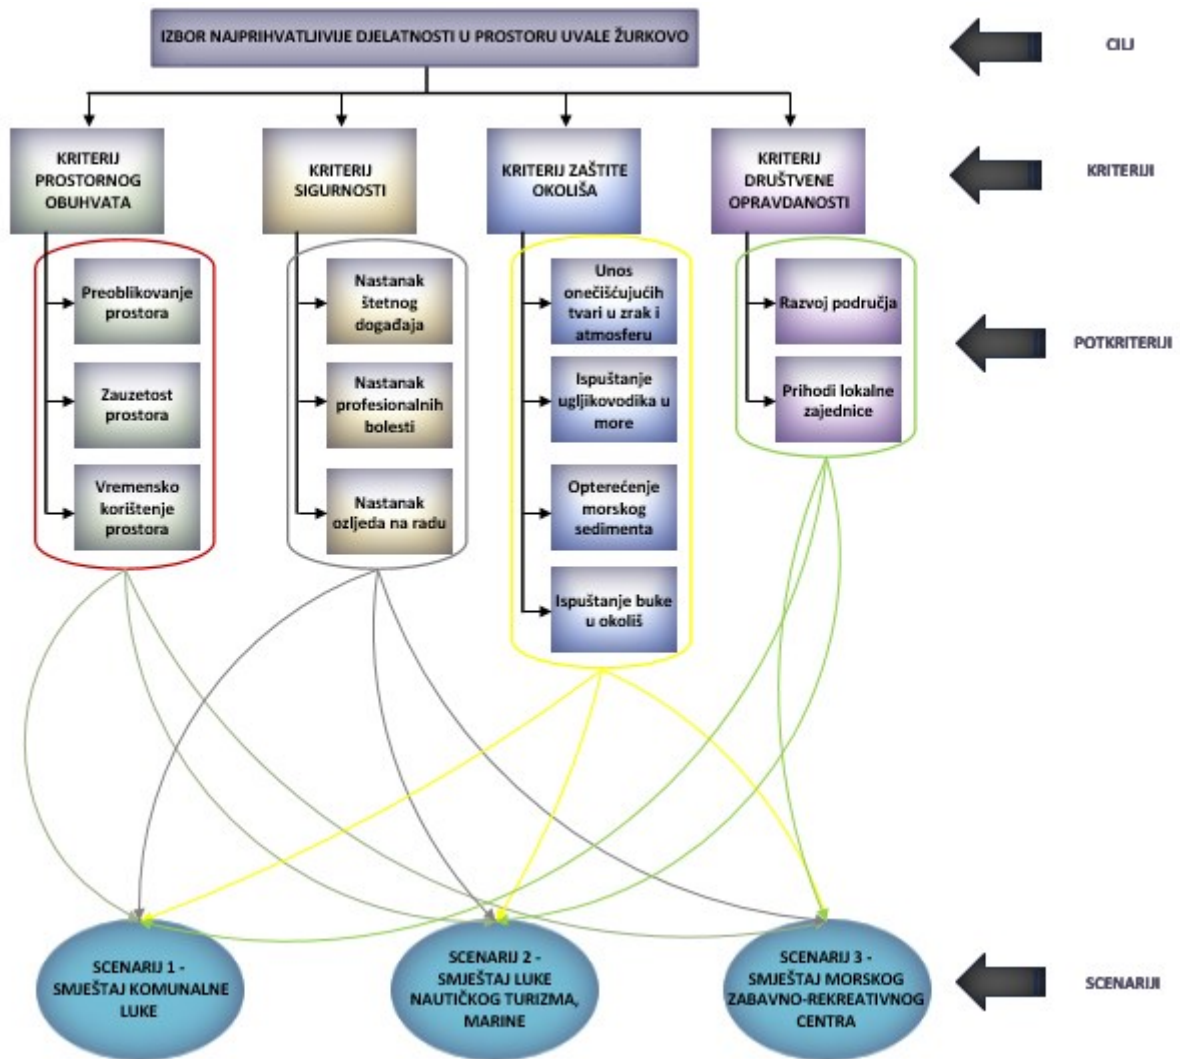 IZBOR NAJPRIHVATLJIVIJE DJELATNOSTI U PROSTORU UVALE ŽURKOVO
CILJ
KRITERIJ
PROSTORNOG
OBUHVATA
KRITERIJ
SIGURNOSTI
KRITERIJ ZAŠTITE
OKOLIŠA
KRITERIJ
DRUŠTVENE
OPRAVDANOSTI
KRITERIJI
Preoblikovanje
prostora
Zauzetost
prostora
Vremensko
korištenje
prostora
Nastanak
štetnog
događaja
Nastanak
profesionalnih
bolesti
Nastanak
ozljeda na radu
Unos
onečišćujućih
tvari u zrak i
atmosferu
Ispuštanje
ugljikovodika u
more
Opterećenje
morskog
sedimenta
Ispuštanje buke
u okoliš
Razvoj područja
Prihodi lokalne
zajednice
POTKRITERIJI
SCENARIJ 1 -
SMJEŠTAJ KOMUNALNE
LUKE
SCENARIJ 2 -
SMJEŠTAJ LUKE
NAUTIČKOG TURIZMA,
MARINE
SCENARIJ 3 -
SMJEŠTAJ MORSKOG
ZABAVNO-REKREATIVNOG
CENTRA
SCENARIJI